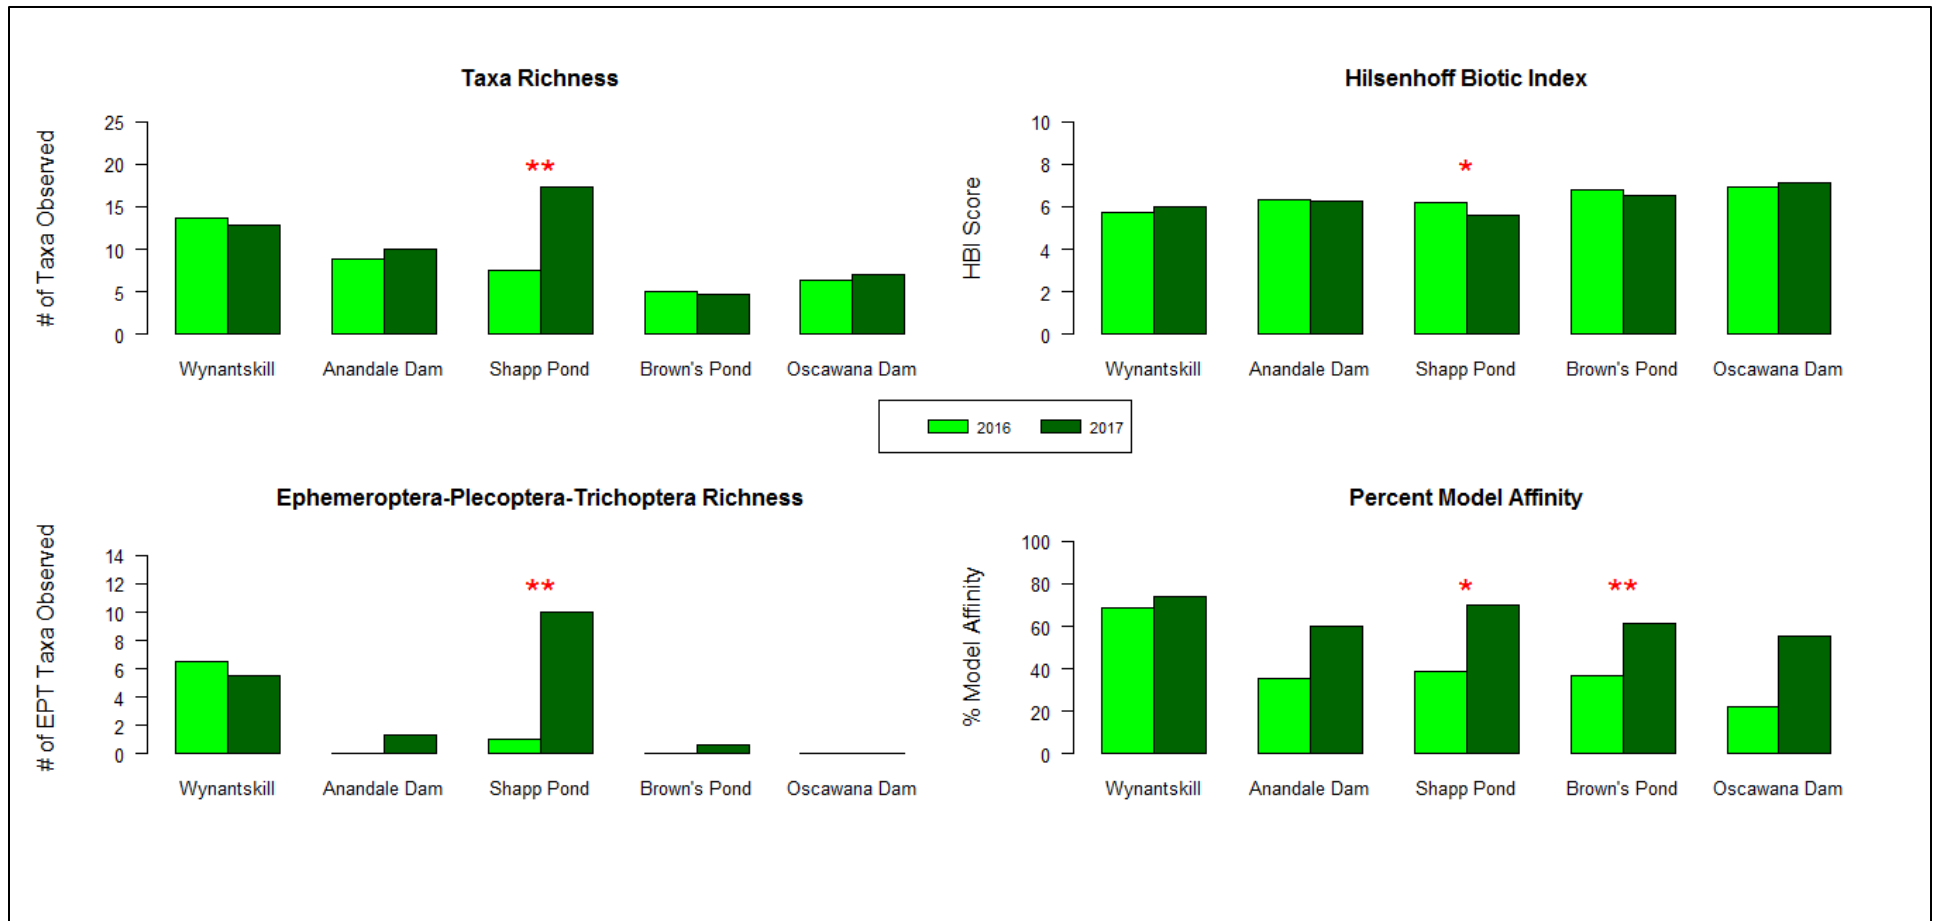 Taxa Richness
# of Taxa Observed
25
20
15
10
5
0
**
Wynantskill Anandale Dam Shapp Pond Brown's Pond Oscawana Dam
Hilsenhoff Biotic Index
HBI Score
10
8
6
4
2
0
*
Wynantskill Anandale Dam Shapp Pond Brown's Pond Oscawana Dam
2016 2017
Ephemeroptera-Plecoptera-Trichoptera Richness
# of EPT Taxa Observed
14
12
10
8
6
4
2
0
**
Wynantskill Anandale Dam Shapp Pond Brown's Pond Oscawana Dam
Percent Model Affinity
% Model Affinity
100
80
60
40
20
0
* **
Wynantskill Anandale Dam Shapp Pond Brown's Pond Oscawana Dam